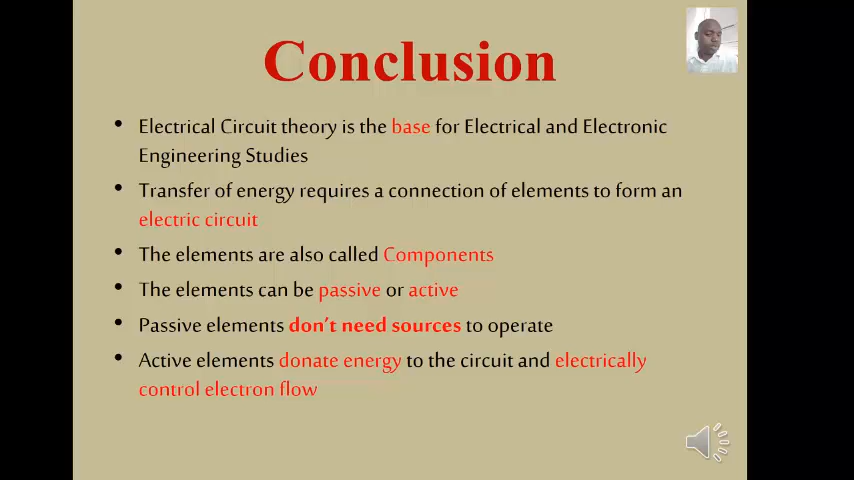 Conclusion
• Electrical Circuit theory is the base for Electrical and Electronic
Engineering Studies
• Transfer of energy requires a connection of elements to form an
electric circuit
• The elements are also called Components
• The elements can be passive or active
• Passive elements don't need sources to operate
• Active elements donate energy to the circuit and electrically
control electron flow